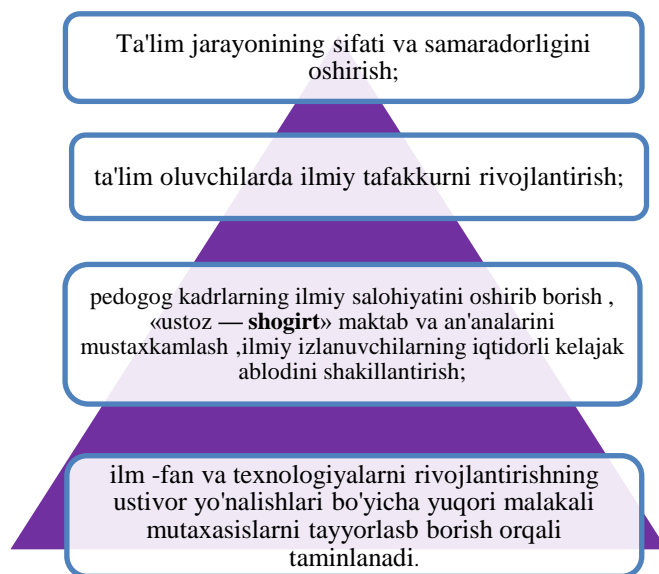 Ta'lim jarayonining sifati va samaradorligini
oshirish;
ta'lim oluvchilarda ilmiy tafakkurni rivojlantirish;
pedogog kadrlarning ilmiy salohiyatini oshirib borish ,
«ustoz — shogirt» maktab va an'analarini
mustaxkamlash ,ilmiy izlanuvchilarning iqtidorli kelajak
ablodini shakillantirish;
ilm -fan va texnologiyalarni rivojlantirishning
ustivor yo'nalishlari bo'yicha yuqori malakali
mutaxasislarni tayyorlasb borish orqali
taminlanadi.